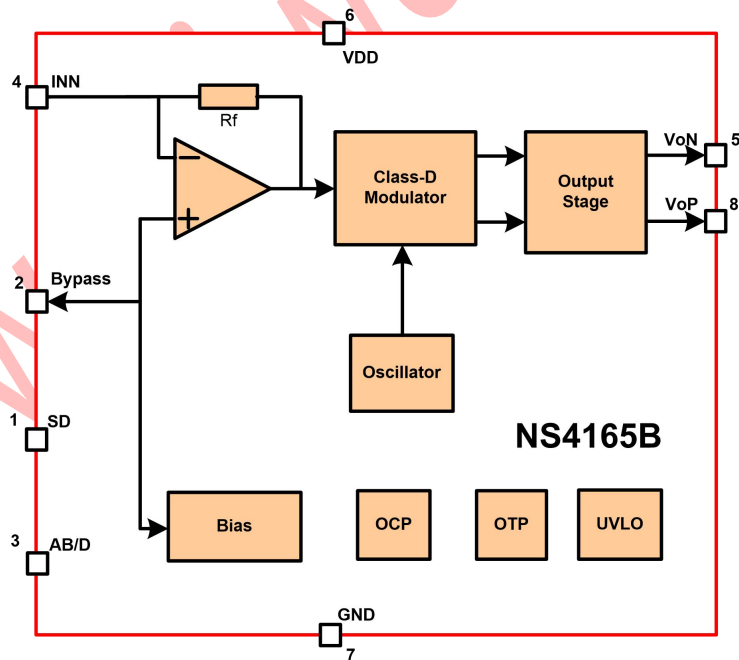 6
VDD
4 INN
Rf
−
+
Class-D
Modulator
Output
Stage
VoN 5
VoP 8
2 Bypass
Oscillator
1 SD
NS4165B
3 AB/D
Bias
OCP
OTP
UVLO
GND
7